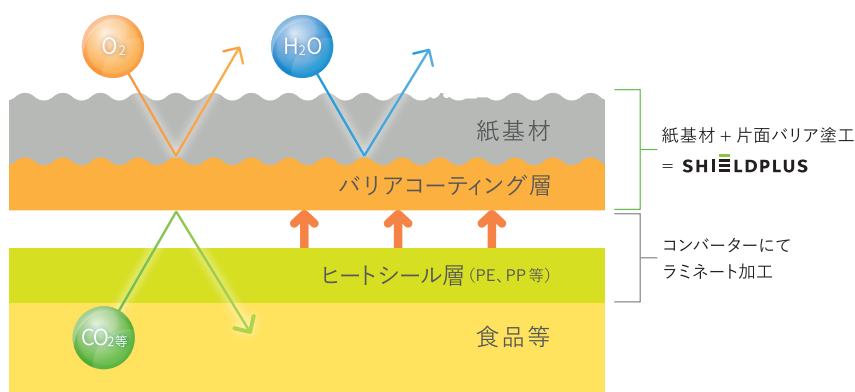 O₂
H₂O
紙基材
紙基材 + 片面バリア塗工
= SHIELDPLUS
バリアコーティング層
コンバーターにて
ラミネート加工
ヒートシール層(PE、PP等)
CO₂等
食品等